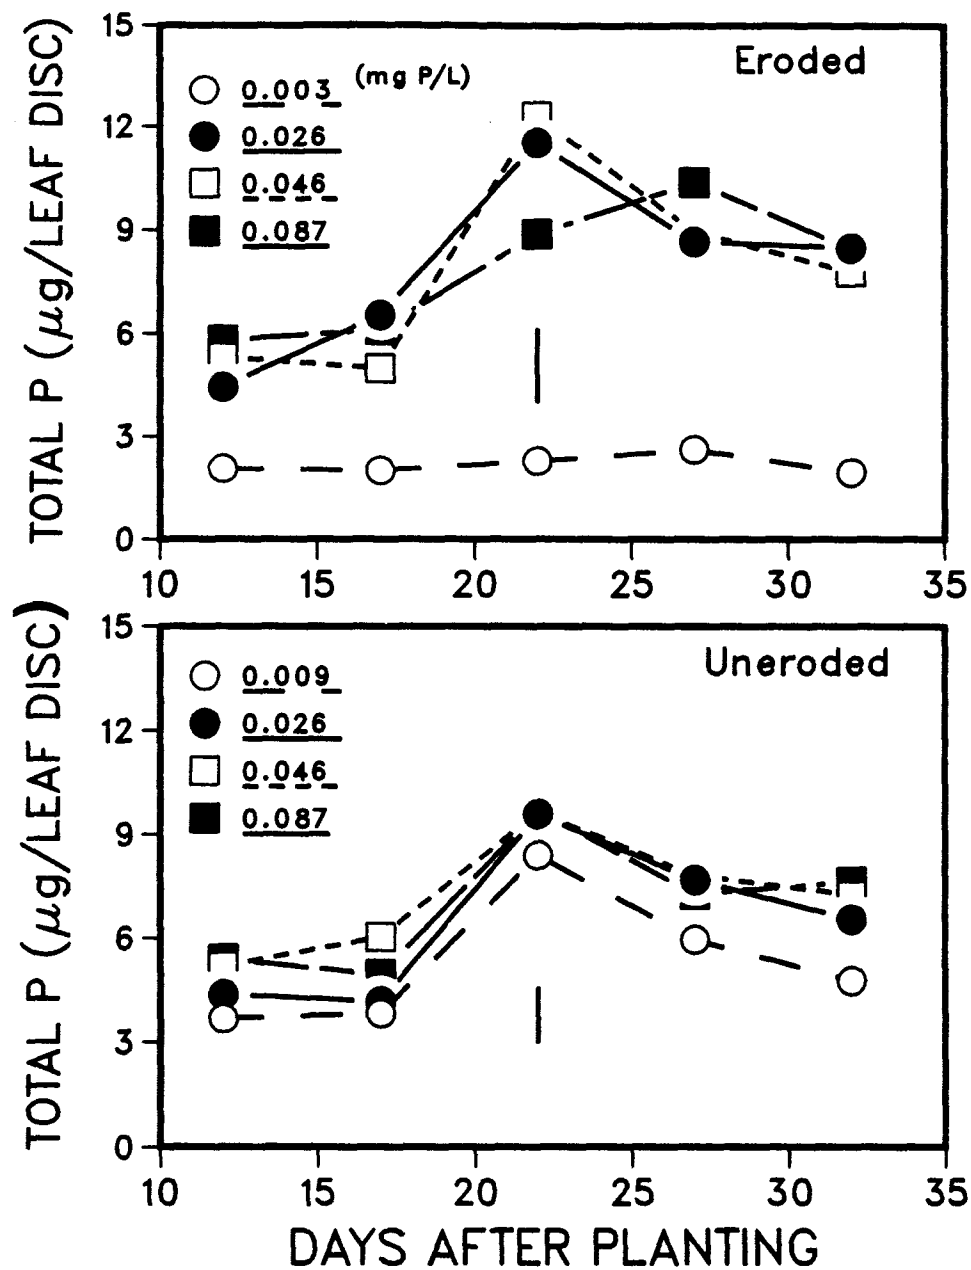 TOTAL P (μg/LEAF DISC)
15
12
9
6
3
0
Eroded
(mg P/L)
0.003
0.026
0.046
0.087
10 15 20 25 30 35
TOTAL P (μg/LEAF DISC)
15
12
9
6
3
0
Uneroded
0.009
0.026
0.046
0.087
10 15 20 25 30 35
DAYS AFTER PLANTING